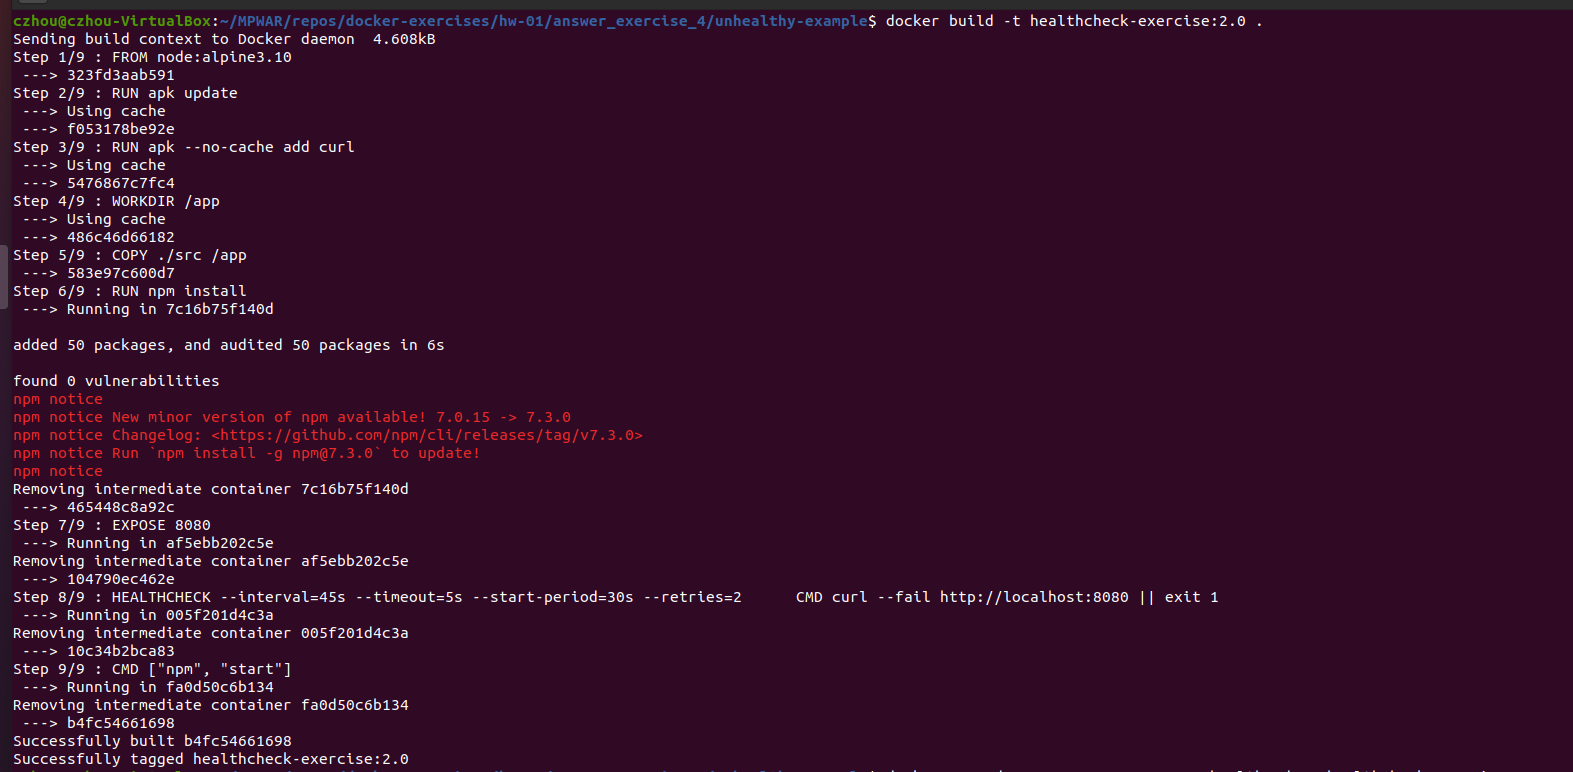 czhou@czhou-VirtualBox:~/MPWAR/repos/docker-exercises/hw-01/answer_exercise_4/unhealthy-example$ docker build -t healthcheck-exercise:2.0 .
Sending build context to Docker daemon  4.608kB
Step 1/9 : FROM node:alpine3.10
 ---> 323fd3aab591
Step 2/9 : RUN apk update
 ---> Using cache
 ---> f053178be92e
Step 3/9 : RUN apk --no-cache add curl
 ---> Using cache
 ---> 5476867c7fc4
Step 4/9 : WORKDIR /app
 ---> Using cache
 ---> 486c46d66182
Step 5/9 : COPY ./src /app
 ---> 583e97c600d7
Step 6/9 : RUN npm install
 ---> Running in 7c16b75f140d
added 50 packages, and audited 50 packages in 6s
found 0 vulnerabilities
npm notice
npm notice New minor version of npm available! 7.0.15 -> 7.3.0
npm notice Changelog: <https://github.com/npm/cli/releases/tag/v7.3.0>
npm notice Run `npm install -g npm@7.3.0` to update!
npm notice
Removing intermediate container 7c16b75f140d
 ---> 465448c8a92c
Step 7/9 : EXPOSE 8080
 ---> Running in af5ebb202c5e
Removing intermediate container af5ebb202c5e
 ---> 104790ec462e
Step 8/9 : HEALTHCHECK --interval=45s --timeout=5s --start-period=30s --retries=2      CMD curl --fail http://localhost:8080 || exit 1
 ---> Running in 005f201d4c3a
Removing intermediate container 005f201d4c3a
 ---> 10c34b2bca83
Step 9/9 : CMD ["npm", "start"]
 ---> Running in fa0d50c6b134
Removing intermediate container fa0d50c6b134
 ---> b4fc54661698
Successfully built b4fc54661698
Successfully tagged healthcheck-exercise:2.0